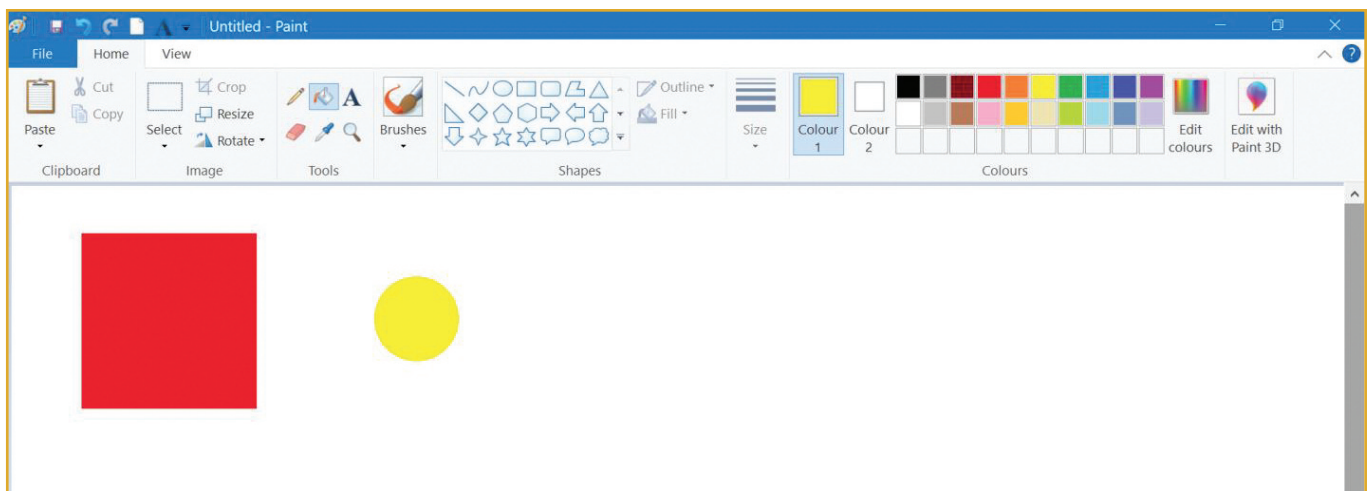 Untitled - Paint
File Home View
Paste
Cut
Copy
Clipboard
Select
Crop
Resize
Rotate
Image
A
Tools
Brushes
Outline
Fill
Shapes
Size
Colour 1
Colour 2
Edit colours
Colours
Edit with Paint 3D